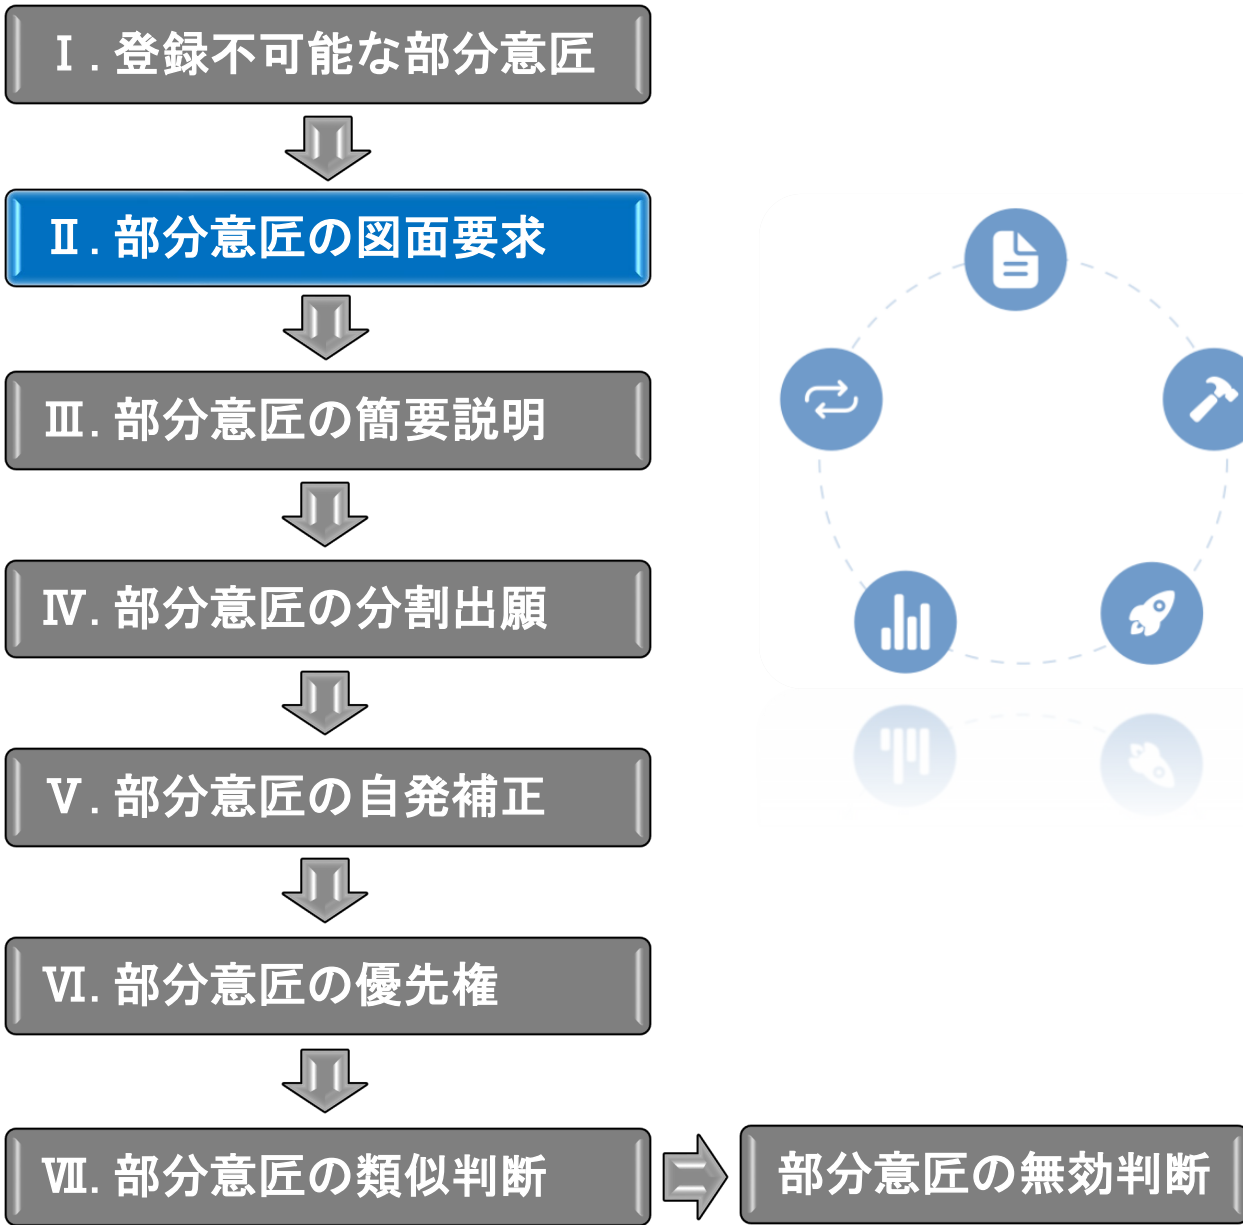 Ⅰ.登録不可能な部分意匠
Ⅱ.部分意匠の図面要求
Ⅲ.部分意匠の簡要説明
Ⅳ.部分意匠の分割出願
Ⅴ.部分意匠の自発補正
Ⅵ.部分意匠の優先権
Ⅶ.部分意匠の類似判断
部分意匠の無効判断